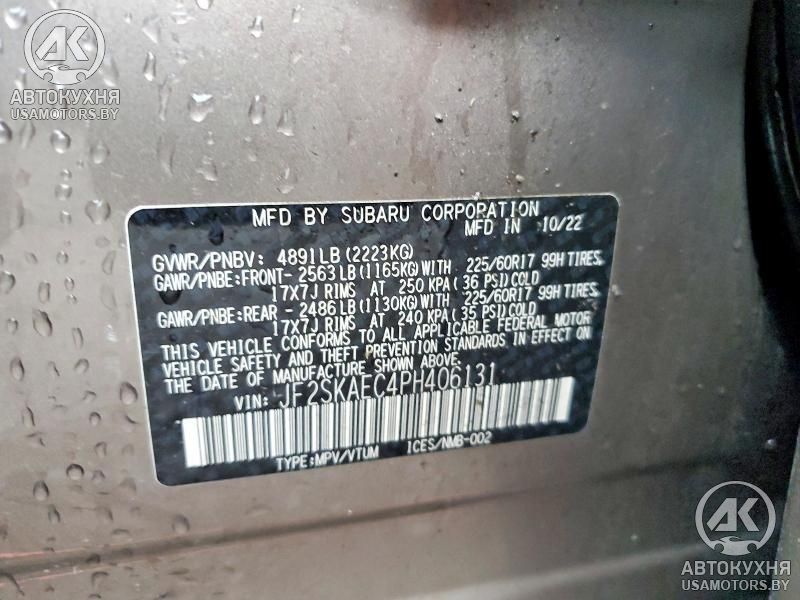 AK
АВТОКУХНЯ
USAMOTORS.BY
MFD BY SUBARU CORPORATION
MFD IN 10/22
GVWR/PNBV: 4891LB (2223KG)
GAWR/PNBE:FRONT- 2563LB (1165KG) WITH 225/60R17 99H TIRES,
17X7J RIMS AT 250 KPA (36 PSI) COLD
GAWR/PNBE:REAR - 2486LB (1130KG) WITH 225/60R17 99H TIRES,
17X7J RIMS AT 240 KPA (35 PSI) COLD
THIS VEHICLE CONFORMS TO ALL APPLICABLE FEDERAL MOTOR
VEHICLE SAFETY AND THEFT PREVENTION STANDARDS IN EFFECT ON
THE DATE OF MANUFACTURE SHOWN ABOVE.
VIN: JF2SKAEC4PH406131
TYPE:MPV/VTUM ICES/NMB-002
AK
АВТОКУХНЯ
USAMOTORS.BY